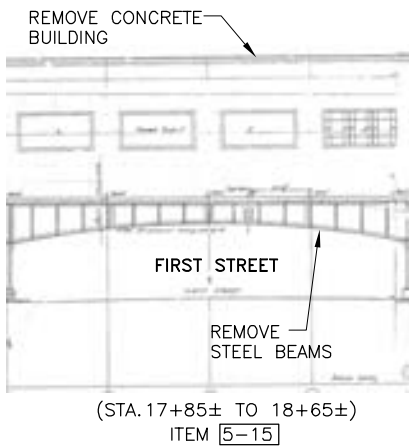 REMOVE CONCRETE
BUILDING
FIRST STREET
REMOVE
STEEL BEAMS
(STA. 17+85± TO 18+65±)
ITEM 5-15